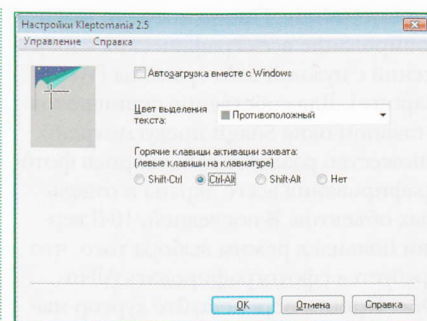 Настройки Kleptomania 2.5
Управление Справка
Автозагрузка вместе с Windows
Цвет выделения
текста:
Противоположный
Горячие клавиши активации захвата:
(левые клавиши на клавиатуре)
Shift-Ctrl Ctrl-Alt Shift-Alt Нет
OK Отмена Справка